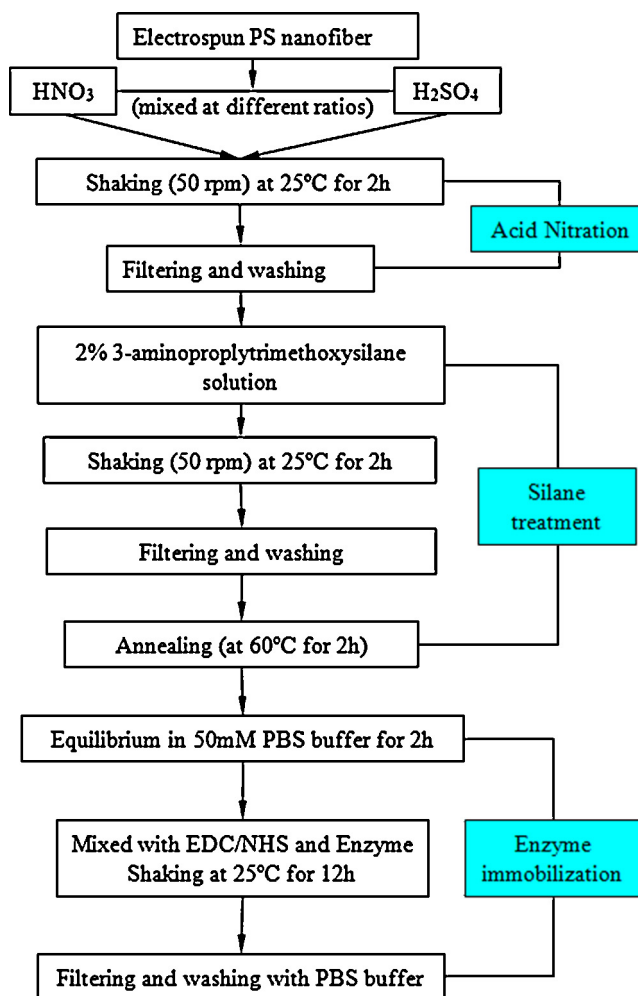 Electrospun PS nanofiber
HNO₃
(mixed at different ratios)
H₂SO₄
Shaking (50 rpm) at 25°C for 2h
Acid Nitration
Filtering and washing
2% 3-aminoproplytrimethoxysilane
solution
Shaking (50 rpm) at 25°C for 2h
Silane
treatment
Filtering and washing
Annealing (at 60°C for 2h)
Equilibrium in 50mM PBS buffer for 2h
Mixed with EDC/NHS and Enzyme
Shaking at 25°C for 12h
Enzyme
immobilization
Filtering and washing with PBS buffer